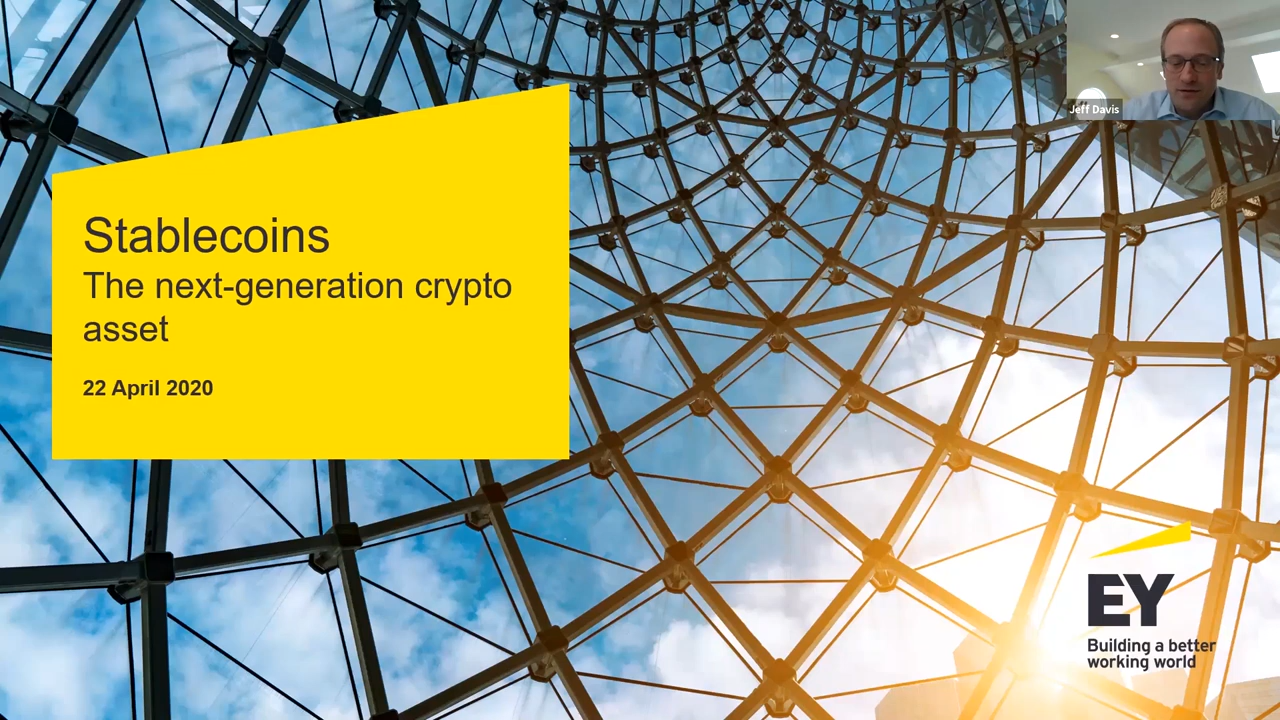 Jeff Davis
Stablecoins
The next-generation crypto
asset
22 April 2020
EY
Building a better
working world